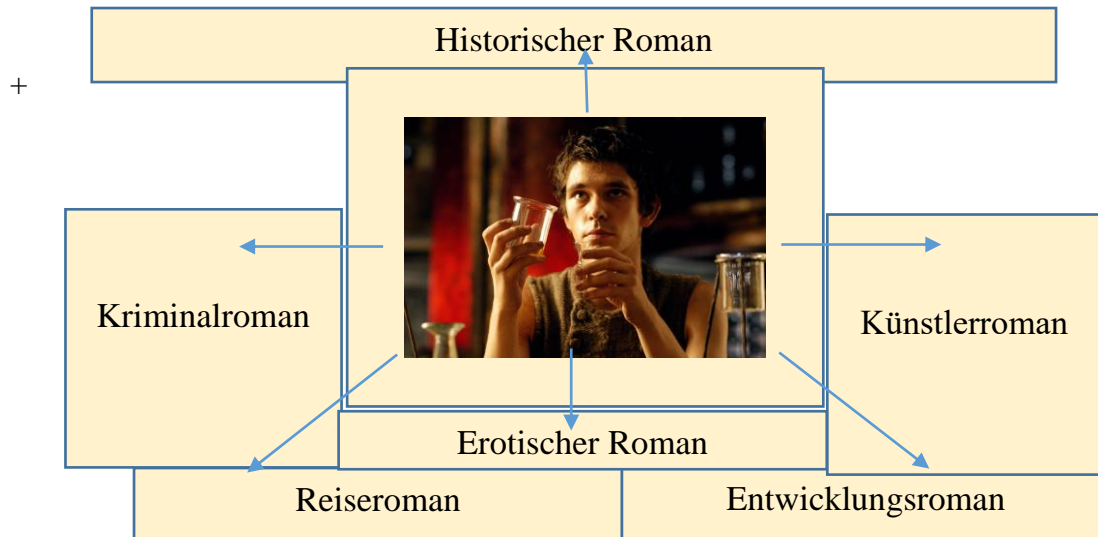 Historischer Roman
+
Kriminalroman
Künstlerroman
Erotischer Roman
Reiseroman
Entwicklungsroman